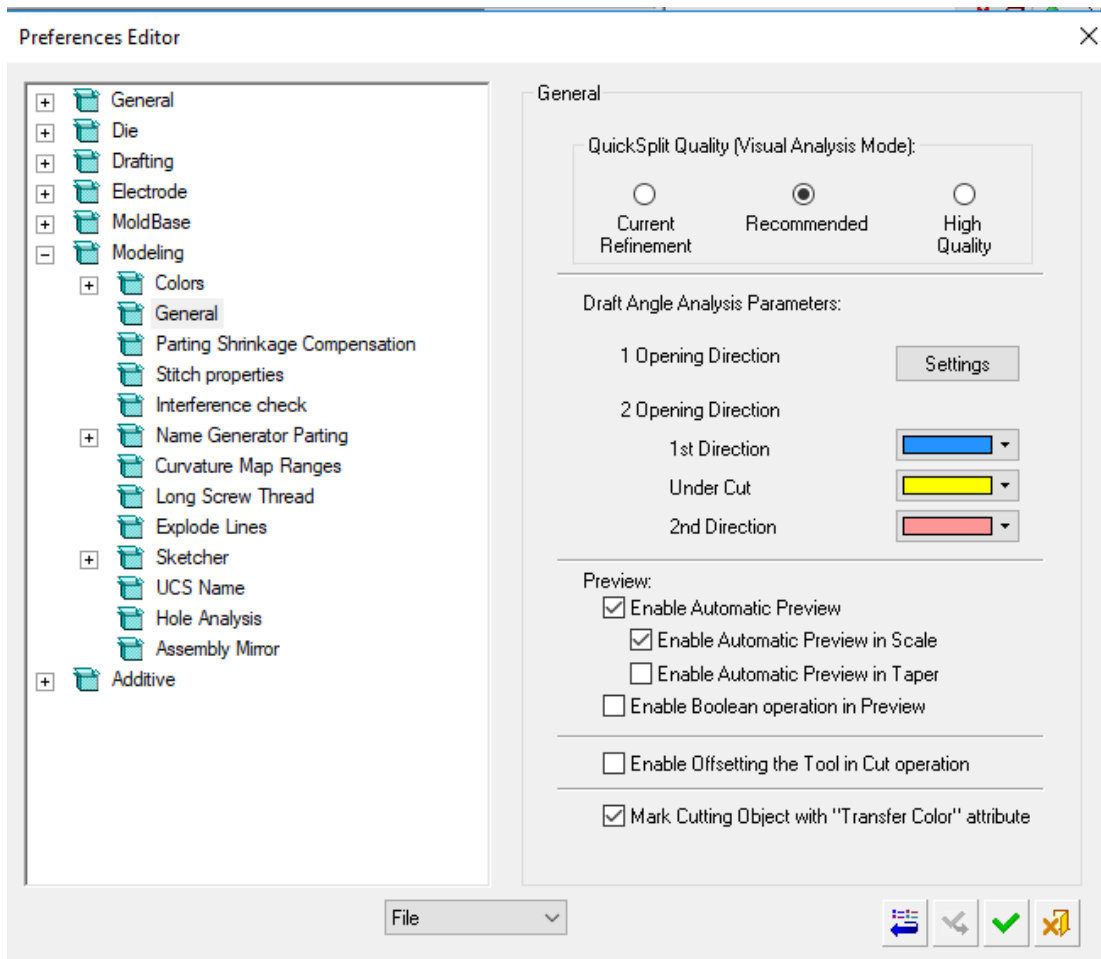 Preferences Editor
General
Die
Drafting
Electrode
MoldBase
Modeling
Colors
General
Parting Shrinkage Compensation
Stitch properties
Interference check
Name Generator Parting
Curvature Map Ranges
Long Screw Thread
Explode Lines
Sketcher
UCS Name
Hole Analysis
Assembly Mirror
Additive
General
QuickSplit Quality (Visual Analysis Mode):
Current Refinement
Recommended
High Quality
Draft Angle Analysis Parameters:
1 Opening Direction
Settings
2 Opening Direction
1st Direction
Under Cut
2nd Direction
Preview:
Enable Automatic Preview
Enable Automatic Preview in Scale
Enable Automatic Preview in Taper
Enable Boolean operation in Preview
Enable Offsetting the Tool in Cut operation
Mark Cutting Object with "Transfer Color" attribute
File